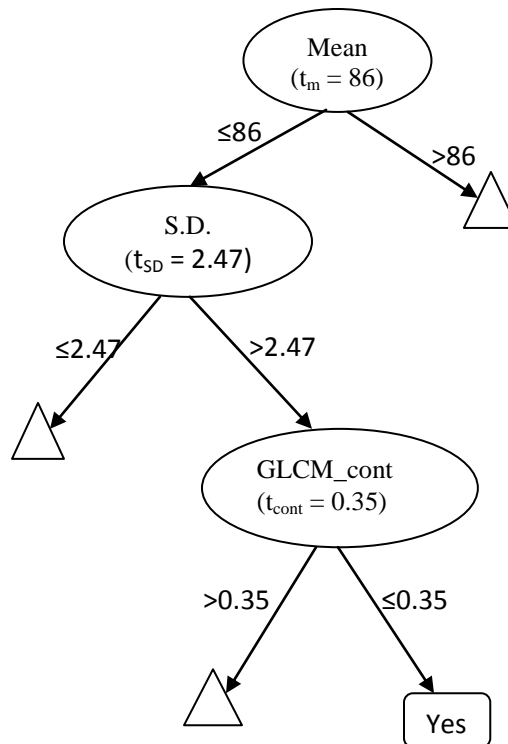 Mean
(tm = 86)
≤86
>86
S.D.
(tSD = 2.47)
≤2.47
>2.47
GLCM_cont
(tcont = 0.35)
>0.35
≤0.35
Yes